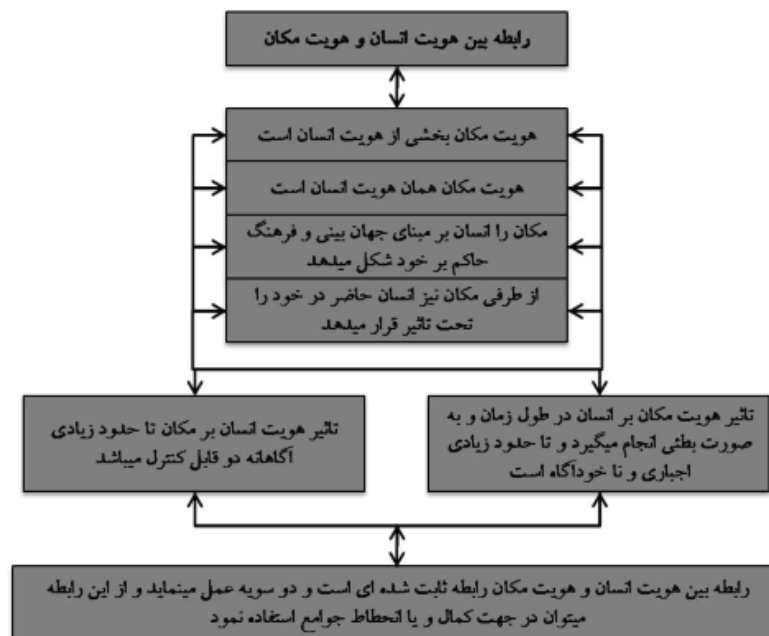 رابطه بین هویت انسان و هویت مکان
هویت مکان بخشی از هویت انسان است
هویت مکان همان هویت انسان است
مکان را انسان بر مبنای جهان بینی و فرهنگ
حاکم بر خود شکل میدهد
از طرفی مکان نیز انسان حاضر در خود را
تحت تاثیر قرار میدهد
تاثیر هویت مکان بر انسان در طول زمان و به
صورت بطئی انجام میگیرد و تا حدود زیادی
اجباری و نا خودآگاه است
تاثیر هویت انسان بر مکان تا حدود زیادی
آگاهانه دو قابل کنترل میباشد
رابطه بین هویت انسان و هویت مکان رابطه ثابت شده ای است و دو سویه عمل مینماید و از این رابطه
میتوان در جهت کمال و یا انحطاط جوامع استفاده نمود